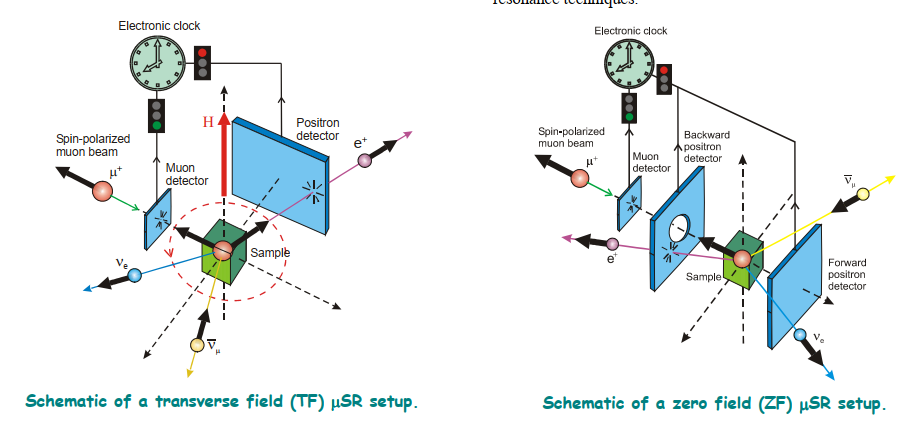 resonance techniques.
Electronic clock
H
Positron
detector
e+
Spin-polarized
muon beam
μ+
Muon
detector
Sample
νe
ν̅μ
Schematic of a transverse field (TF) μSR setup.
Electronic clock
Spin-polarized
muon beam
μ+
Muon
detector
Backward
positron
detector
ν̅μ
e+
Sample
Forward
positron
detector
νe
Schematic of a zero field (ZF) μSR setup.